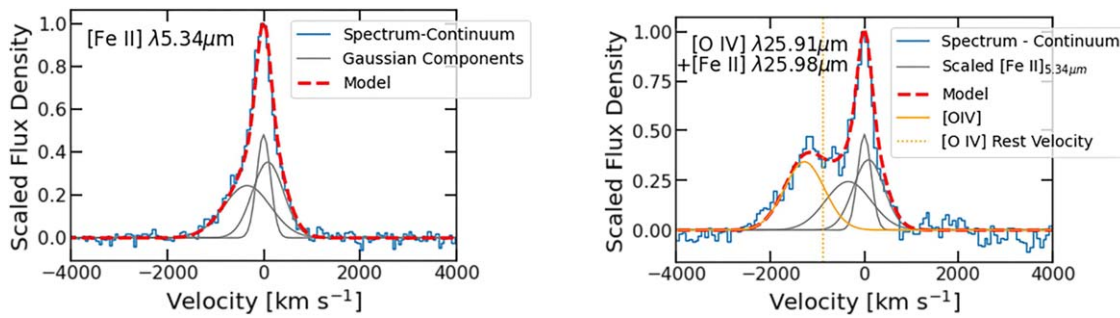 [Fe II] λ5.34μm
Spectrum-Continuum
Gaussian Components
Model
Scaled Flux Density
1.0
0.8
0.6
0.4
0.2
0.0
−4000 −2000 0 2000 4000
Velocity [km s⁻¹]
[O IV] λ25.91μm
+[Fe II] λ25.98μm
Spectrum - Continuum
Scaled [Fe II]5.34μm
Model
[OIV]
[O IV] Rest Velocity
Scaled Flux Density
1.00
0.75
0.50
0.25
0.00
−4000 −2000 0 2000 4000
Velocity [km s⁻¹]